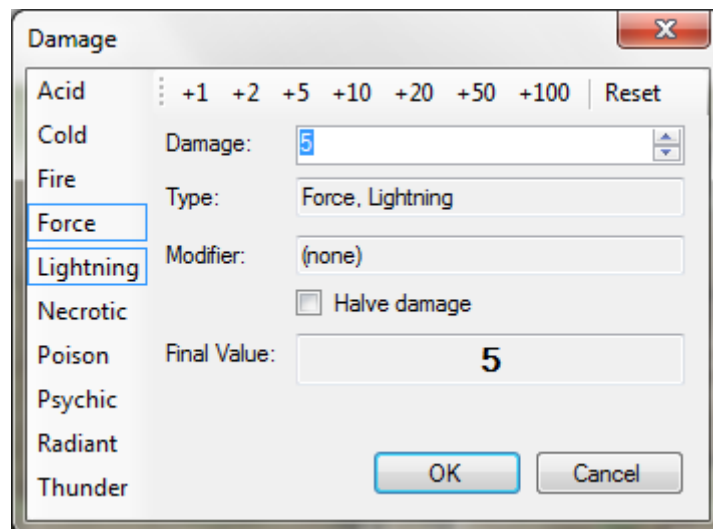 Damage
X
Acid
Cold
Fire
Force
Lightning
Necrotic
Poison
Psychic
Radiant
Thunder
+1 +2 +5 +10 +20 +50 +100 Reset
Damage: 5
Type: Force, Lightning
Modifier: (none)
Halve damage
Final Value: 5
OK Cancel